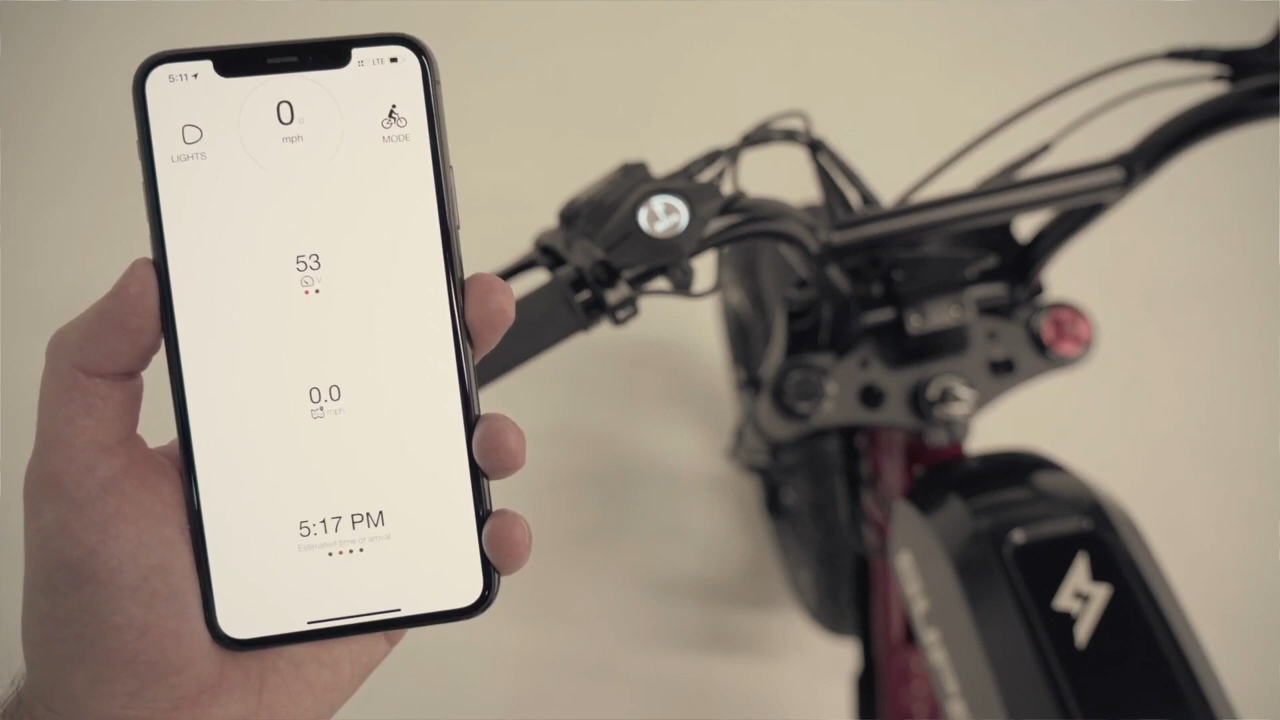 5:11
LTE
0
mph
LIGHTS
MODE
53
0.0
mph
5:17 PM
Estimated time of arrival